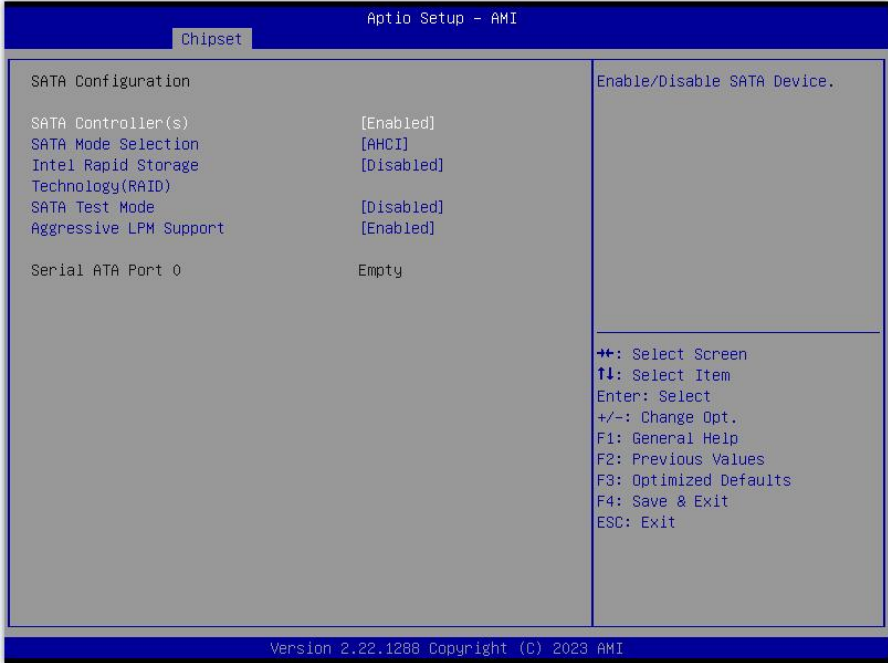 Aptio Setup – AMI
Chipset
SATA Configuration
SATA Controller(s) [Enabled]
SATA Mode Selection [AHCI]
Intel Rapid Storage [Disabled]
Technology(RAID)
SATA Test Mode [Disabled]
Aggressive LPM Support [Enabled]
Serial ATA Port 0 Empty
Enable/Disable SATA Device.
→←: Select Screen
↑↓: Select Item
Enter: Select
+/-: Change Opt.
F1: General Help
F2: Previous Values
F3: Optimized Defaults
F4: Save & Exit
ESC: Exit
Version 2.22.1288 Copyright (C) 2023 AMI